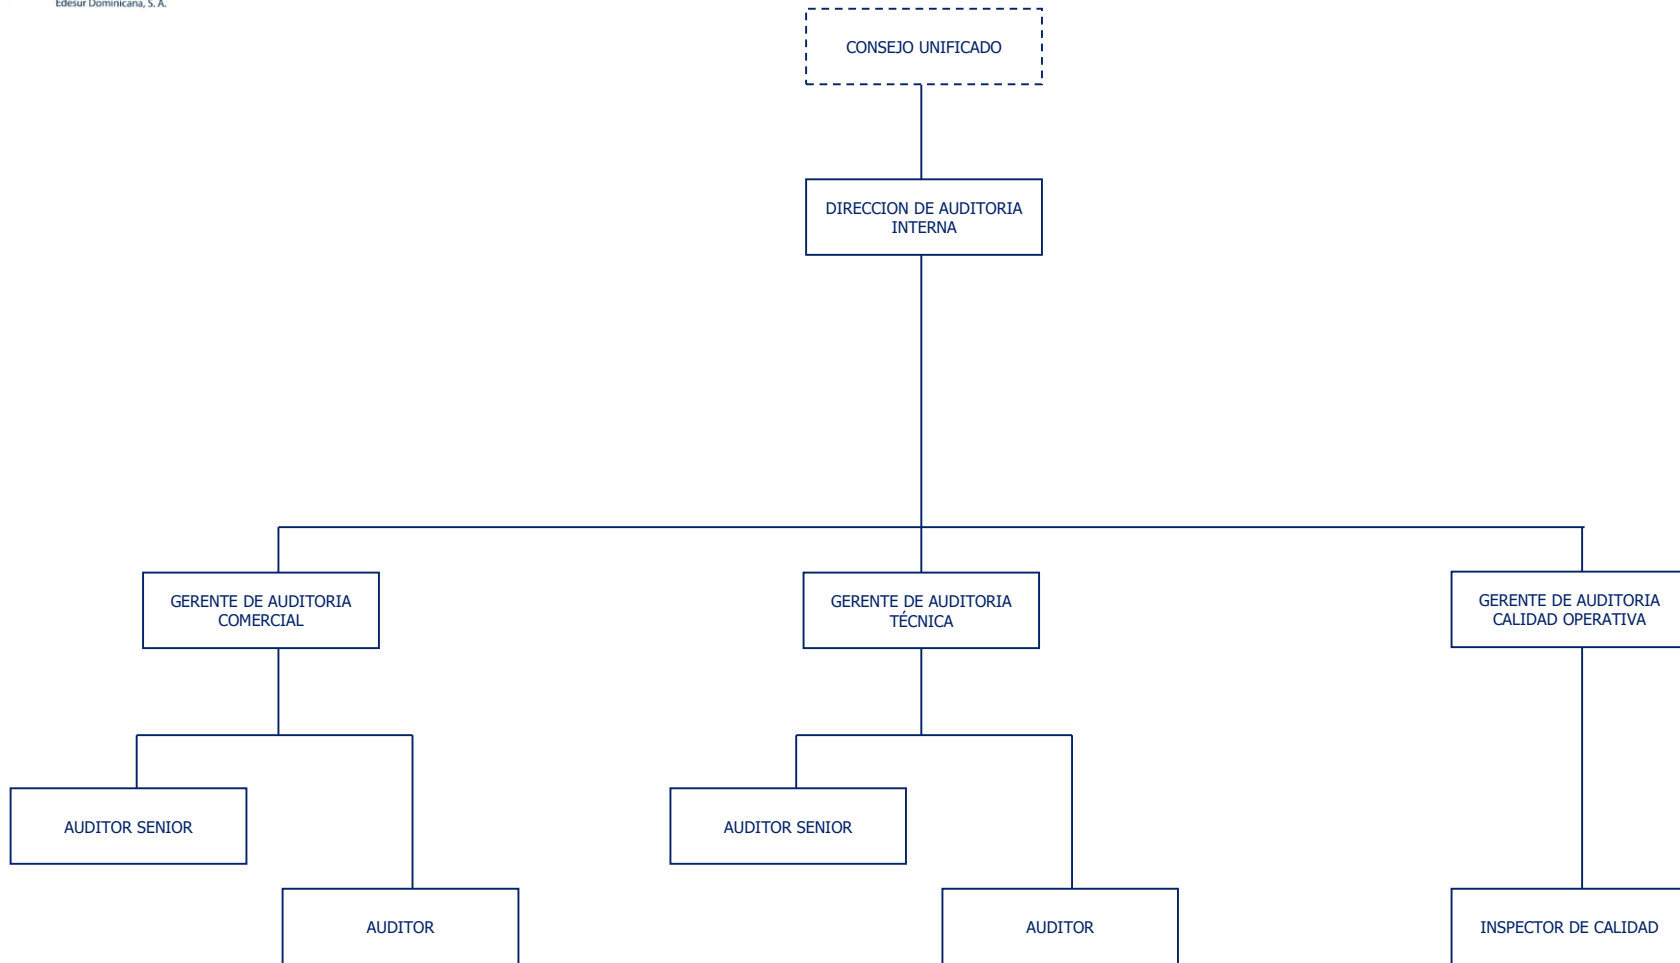 Edesur Dominicana, S. A.
CONSEJO UNIFICADO
DIRECCION DE AUDITORIA
INTERNA
GERENTE DE AUDITORIA
COMERCIAL
GERENTE DE AUDITORIA
TÉCNICA
GERENTE DE AUDITORIA
CALIDAD OPERATIVA
AUDITOR SENIOR
AUDITOR SENIOR
AUDITOR
AUDITOR
INSPECTOR DE CALIDAD